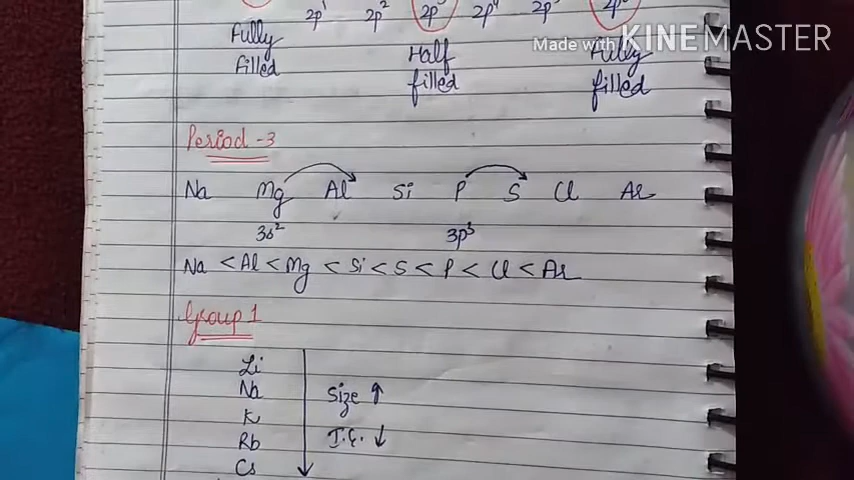 2p¹ 2p² 2p³ 2p⁴ 2p⁵ 2p⁶
Fully Half Fully
filled filled filled
Made with KINEMASTER
Period -3
Na Mg Al Si P S Cl Ar
3s² 3p³
Na < Al < Mg < Si < S < P < Cl < Ar
Group 1
Li
Na Size ↑
K
Rb I.E. ↓
Cs